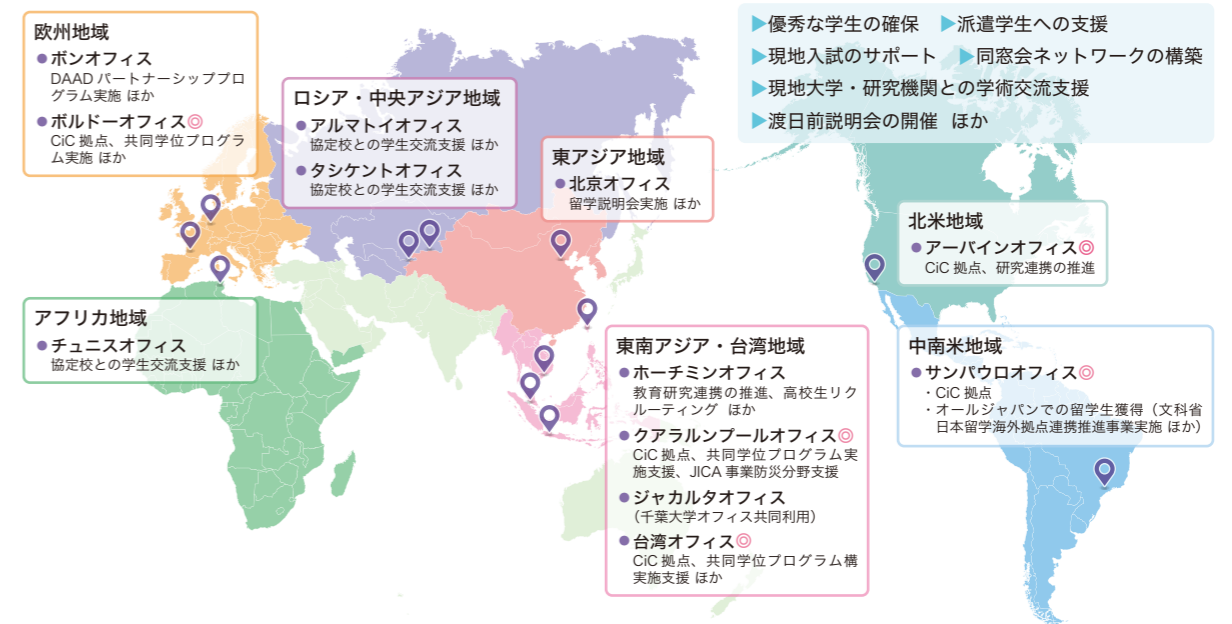 欧州地域
●ボンオフィス
DAAD パートナーシッププロ
グラム実施 ほか
●ボルドーオフィス◎
CiC 拠点、共同学位プログラ
ム実施 ほか
ロシア・中央アジア地域
●アルマトイオフィス
協定校との学生交流支援 ほか
●タシケントオフィス
協定校との学生交流支援 ほか
東アジア地域
●北京オフィス
留学説明会実施 ほか
▶優秀な学生の確保 ▶派遣学生への支援
▶現地入試のサポート ▶同窓会ネットワークの構築
▶現地大学・研究機関との学術交流支援
▶渡日前説明会の開催 ほか
北米地域
●アーバインオフィス◎
CiC 拠点、研究連携の推進
アフリカ地域
●チュニスオフィス
協定校との学生交流支援 ほか
東南アジア・台湾地域
●ホーチミンオフィス
教育研究連携の推進、高校生リク
ルーティング ほか
●クアラルンプールオフィス◎
CiC 拠点、共同学位プログラム実
施支援、JICA 事業防災分野支援
●ジャカルタオフィス
（千葉大学オフィス共同利用）
●台湾オフィス◎
CiC 拠点、共同学位プログラム構
実施支援 ほか
中南米地域
●サンパウロオフィス◎
・CiC 拠点
・オールジャパンでの留学生獲得（文科省
日本留学海外拠点連携推進事業実施 ほか）